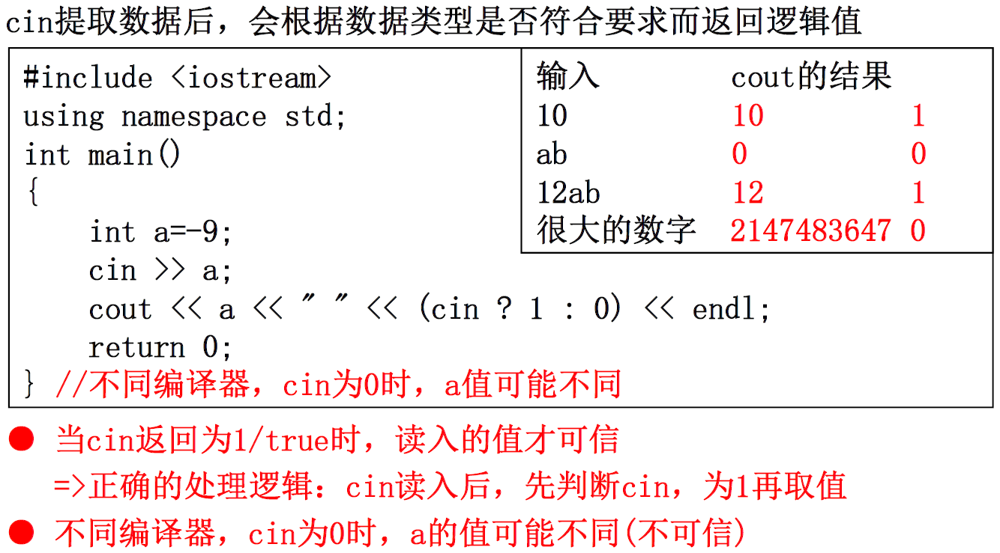 cin提取数据后，会根据数据类型是否符合要求而返回逻辑值
#include <iostream>
using namespace std;
int main()
{
    int a=-9;
    cin >> a;
    cout << a << " " << (cin ? 1 : 0) << endl;
    return 0;
} //不同编译器，cin为0时，a值可能不同
输入 cout的结果
10 10 1
ab 0 0
12ab 12 1
很大的数字 2147483647 0
● 当cin返回为1/true时，读入的值才可信
=>正确的处理逻辑：cin读入后，先判断cin，为1再取值
● 不同编译器，cin为0时，a的值可能不同(不可信)